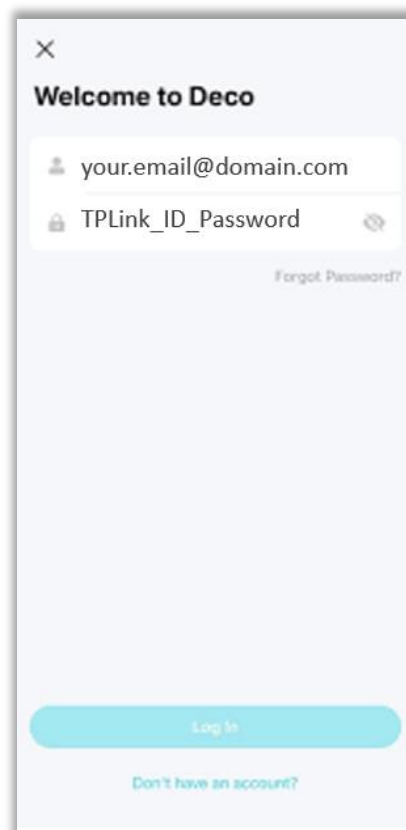 Welcome to Deco
your.email@domain.com
TPLink_ID_Password
Forgot Password?
Log In
Don't have an account?